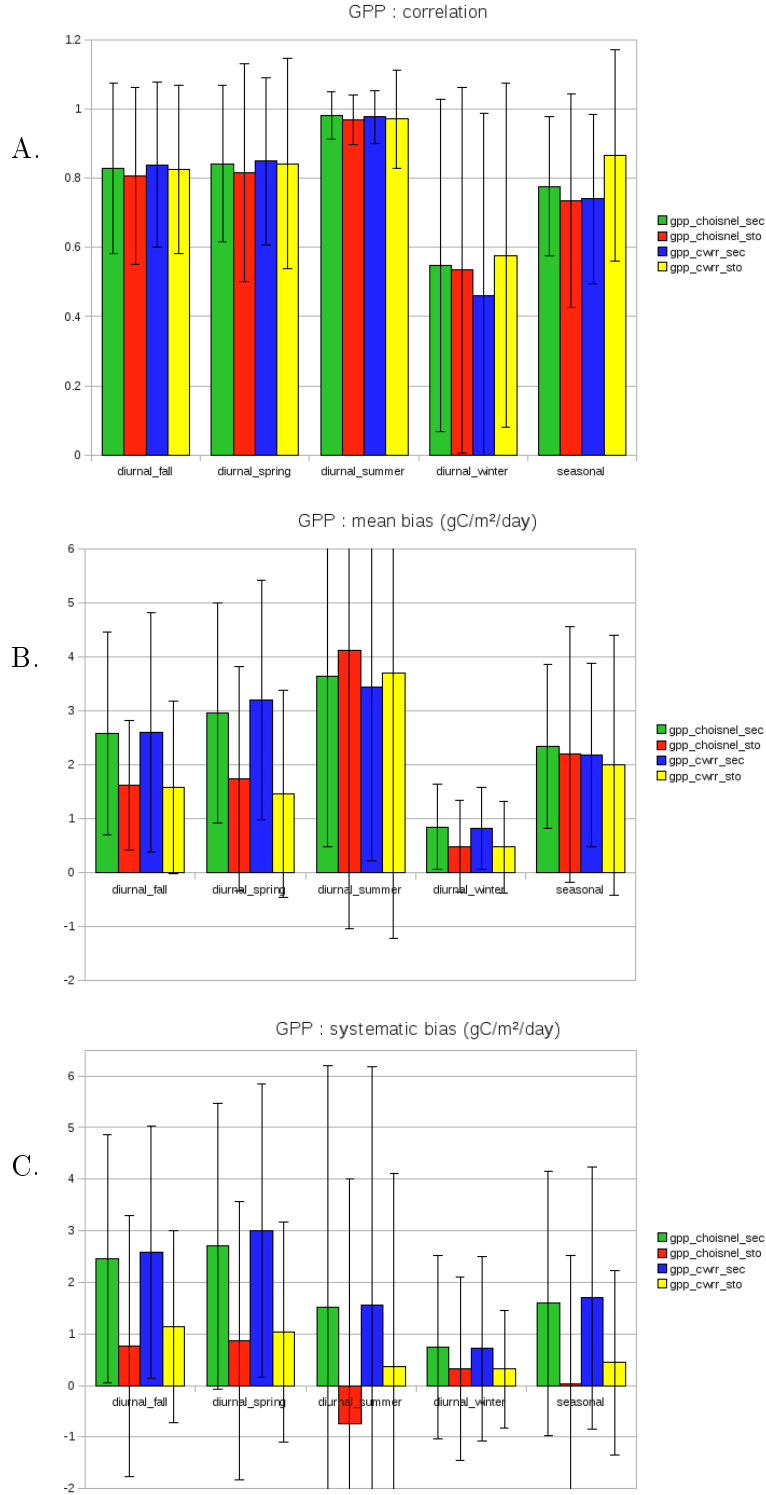 GPP : correlation
A.
1.2
1
0.8
0.6
0.4
0.2
0
diurnal_fall diurnal_spring diurnal_summer diurnal_winter seasonal
gpp_choisnel_sec
gpp_choisnel_sto
gpp_cwrr_sec
gpp_cwrr_sto
GPP : mean bias (gC/m²/day)
B.
6
5
4
3
2
1
0
-1
-2
diurnal_fall diurnal_spring diurnal_summer diurnal_winter seasonal
gpp_choisnel_sec
gpp_choisnel_sto
gpp_cwrr_sec
gpp_cwrr_sto
GPP : systematic bias (gC/m²/day)
C.
6
5
4
3
2
1
0
-1
-2
diurnal_fall diurnal_spring diurnal_summer diurnal_winter seasonal
gpp_choisnel_sec
gpp_choisnel_sto
gpp_cwrr_sec
gpp_cwrr_sto